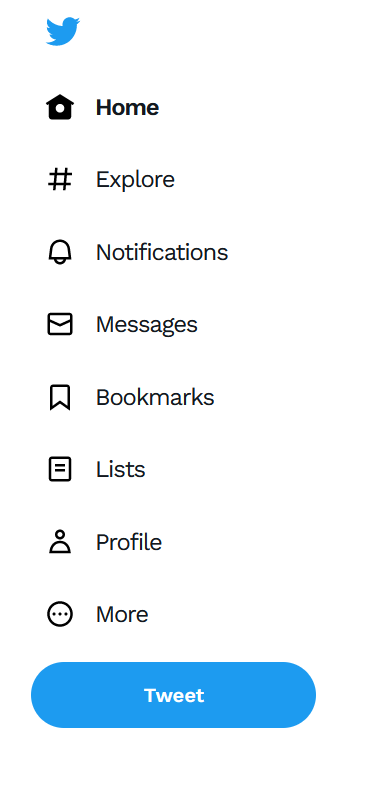 Home
Explore
Notifications
Messages
Bookmarks
Lists
Profile
More
Tweet